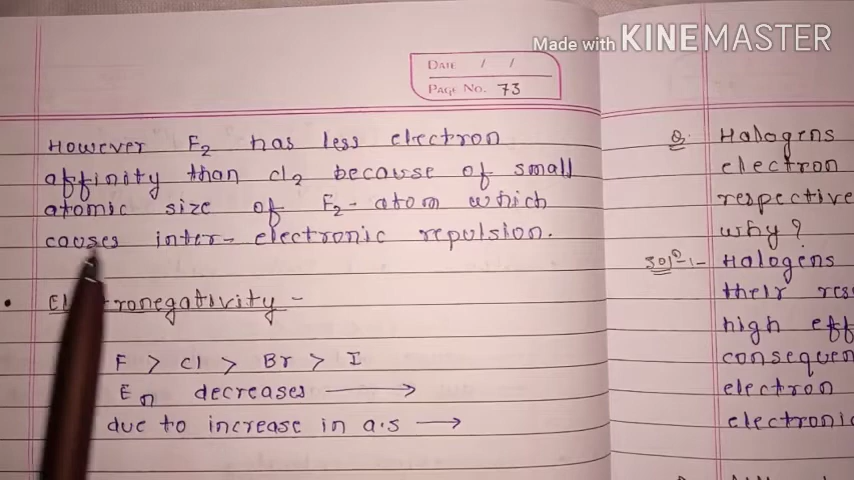 Made with KINEMASTER
DATE / /
PAGE NO. 73
However F2 has less electron
affinity than cl2 because of small
atomic size of F2-atom which
causes inter-electronic repulsion.
• Electronegativity -
F > Cl > Br > I
En decreases →
due to increase in a.s →
Q. Halogens
electron
respective
why?
Sol^n:- Halogens
their res
high eff
consequen
electron
electronic